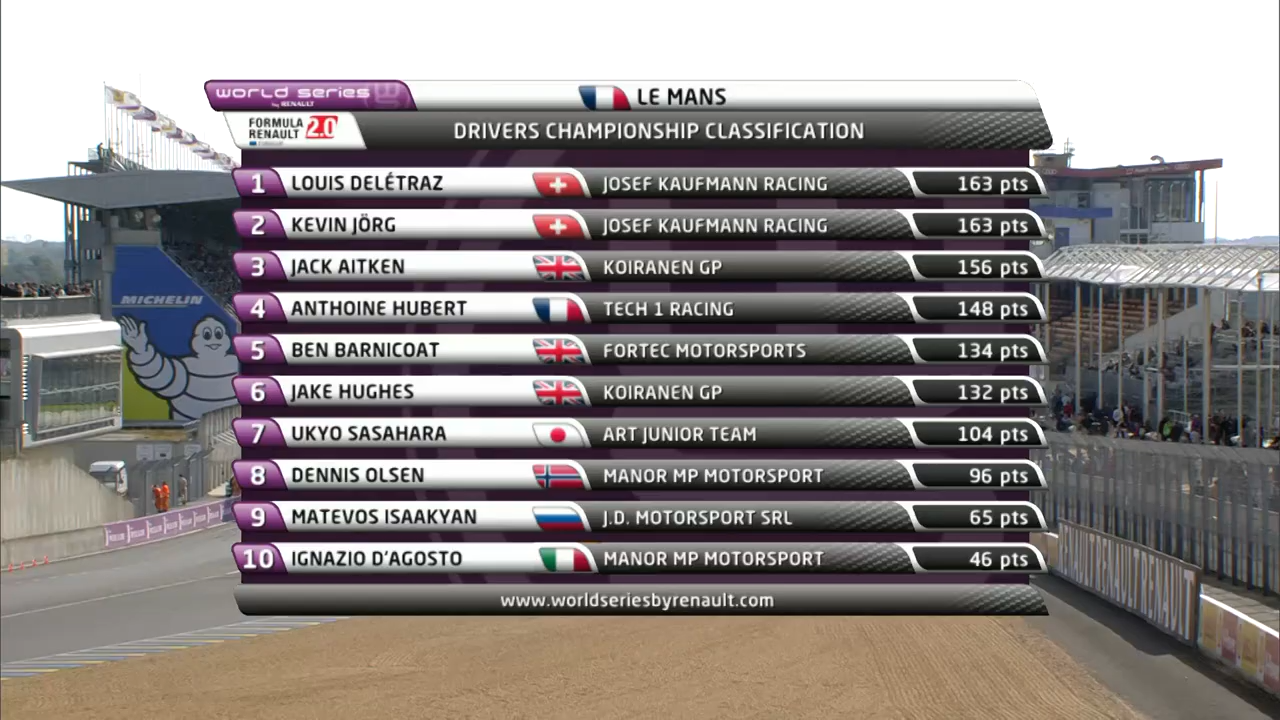 world series
by RENAULT
LE MANS
FORMULA
RENAULT 2.0
DRIVERS CHAMPIONSHIP CLASSIFICATION
1 LOUIS DELÉTRAZ JOSEF KAUFMANN RACING 163 pts
2 KEVIN JÖRG JOSEF KAUFMANN RACING 163 pts
3 JACK AITKEN KOIRANEN GP 156 pts
4 ANTHOINE HUBERT TECH 1 RACING 148 pts
5 BEN BARNICOAT FORTEC MOTORSPORTS 134 pts
6 JAKE HUGHES KOIRANEN GP 132 pts
7 UKYO SASAHARA ART JUNIOR TEAM 104 pts
8 DENNIS OLSEN MANOR MP MOTORSPORT 96 pts
9 MATEVOS ISAAKYAN J.D. MOTORSPORT SRL 65 pts
10 IGNAZIO D'AGOSTO MANOR MP MOTORSPORT 46 pts
www.worldseriesbyrenault.com
MICHELIN
RENAULT RENAULT